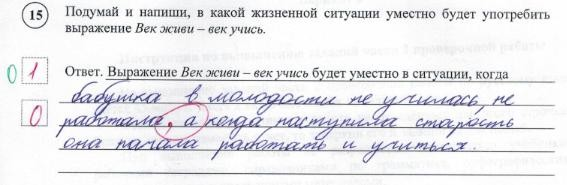 15 Подумай и напиши, в какой жизненной ситуации уместно будет употребить
выражение Век живи – век учись.
0 1 Ответ. Выражение Век живи – век учись будет уместно в ситуации, когда
бабушка в молодости не училась, не
0 работала, а когда наступила старость
она начала работать и учиться.